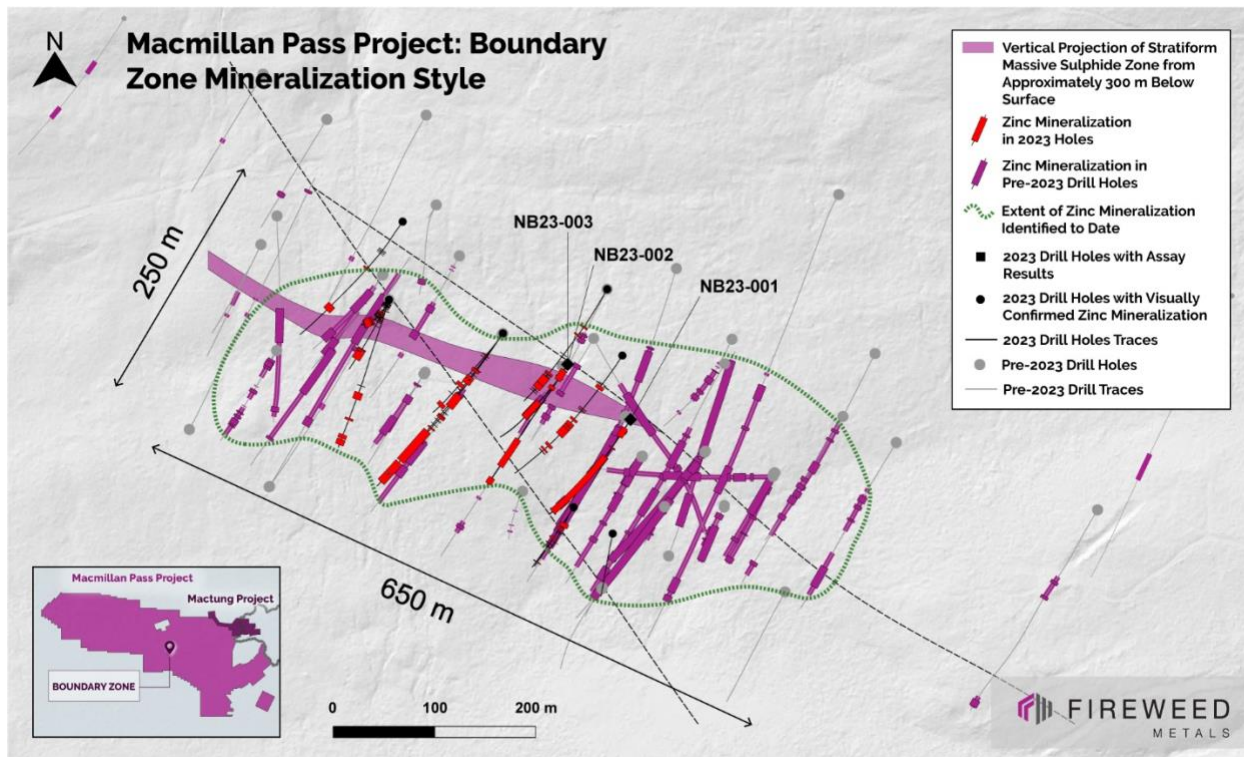 N
Macmillan Pass Project: Boundary
Zone Mineralization Style
250 m
NB23-003
NB23-002
NB23-001
650 m
Vertical Projection of Stratiform
Massive Sulphide Zone from
Approximately 300 m Below
Surface
Zinc Mineralization
in 2023 Holes
Zinc Mineralization in
Pre-2023 Drill Holes
Extent of Zinc Mineralization
Identified to Date
2023 Drill Holes with Assay
Results
2023 Drill Holes with Visually
Confirmed Zinc Mineralization
2023 Drill Holes Traces
Pre-2023 Drill Holes
Pre-2023 Drill Traces
Macmillan Pass Project
Mactung Project
BOUNDARY ZONE
0 100 200 m
FIREWEED
METALS